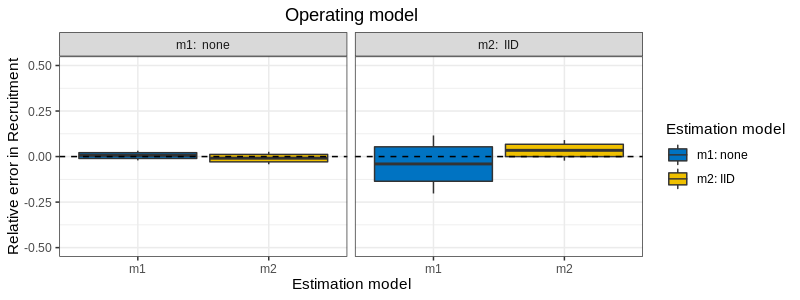 Operating model
m1: none
m2: IID
Relative error in Recruitment
0.50
0.25
0.00
-0.25
-0.50
m1
m2
m1
m2
Estimation model
Estimation model
m1: none
m2: IID